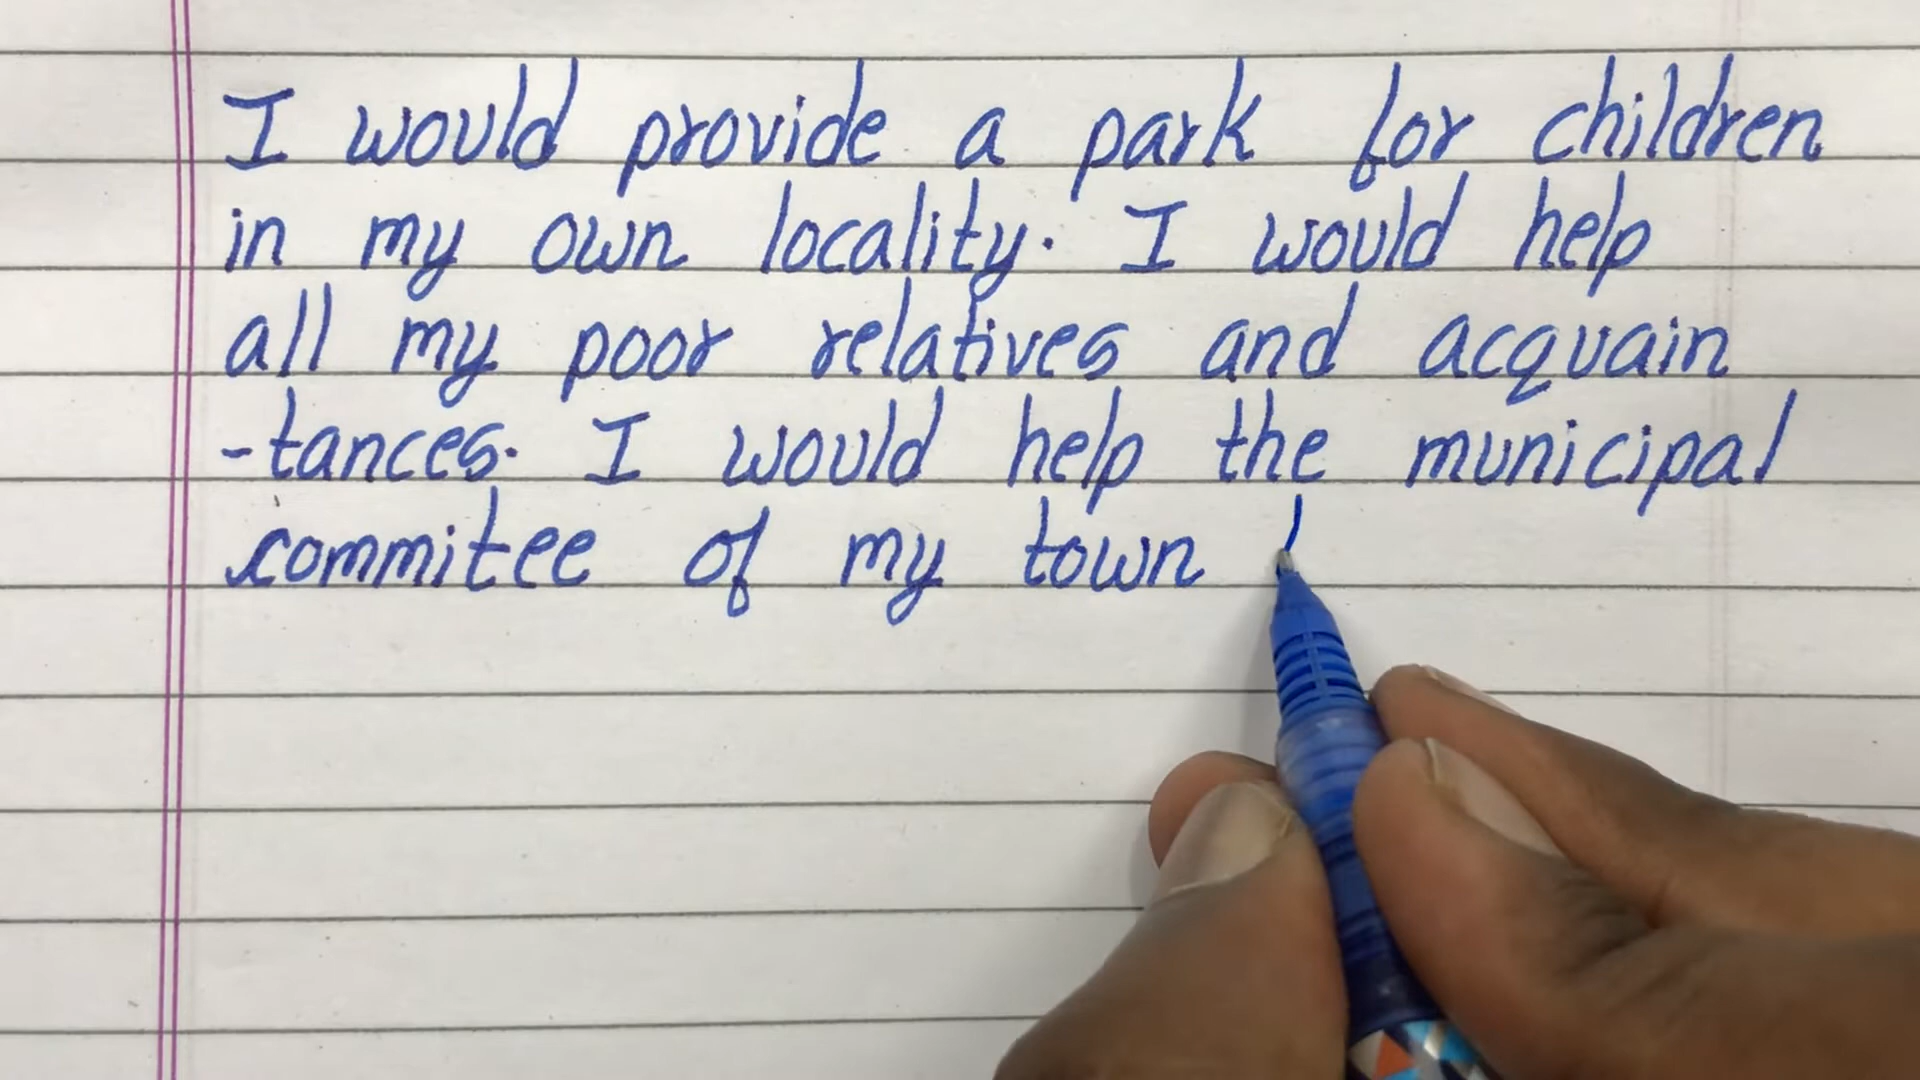 I would provide a park for children
in my own locality. I would help
all my poor relatives and acquain
-tances. I would help the municipal
commitee of my town